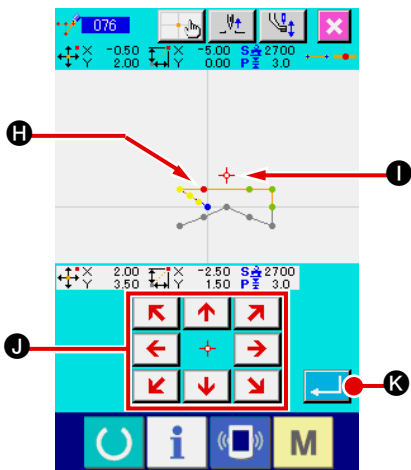 076
X -0.50 X -5.00 S 2700
Y 2.00 Y 0.00 P 3.0
H
I
X 2.00 X -2.50 S 2700
Y 3.50 Y 1.50 P 3.0
J
K
i M